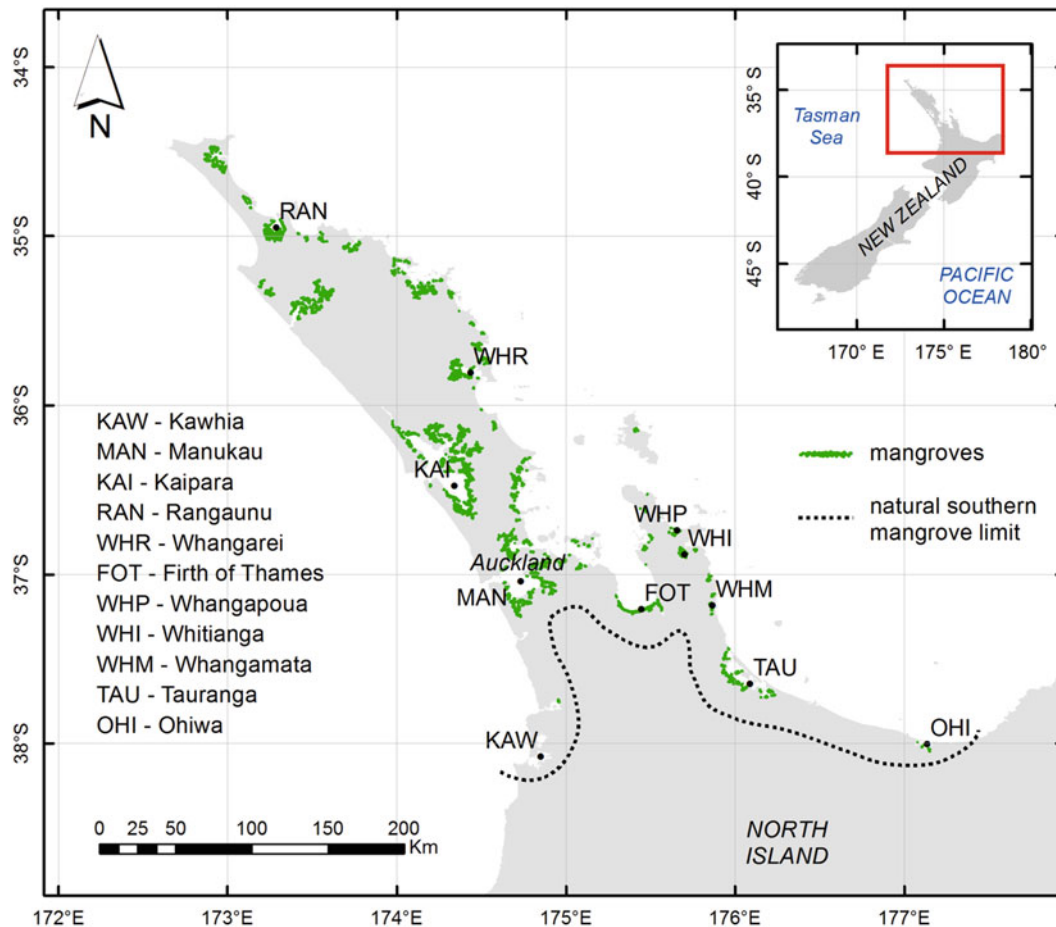 34°S
35°S
36°S
37°S
38°S
N
RAN
WHR
KAI
Auckland
MAN
WHP
WHI
FOT
WHM
TAU
KAW
OHI
KAW - Kawhia
MAN - Manukau
KAI - Kaipara
RAN - Rangaunu
WHR - Whangarei
FOT - Firth of Thames
WHP - Whangapoua
WHI - Whitianga
WHM - Whangamata
TAU - Tauranga
OHI - Ohiwa
mangroves
natural southern
mangrove limit
35° S
40° S
45° S
Tasman
Sea
NEW ZEALAND
PACIFIC
OCEAN
170° E
175° E
180°
0 25 50 100 150 200
Km
NORTH
ISLAND
172°E
173°E
174°E
175°E
176°E
177°E